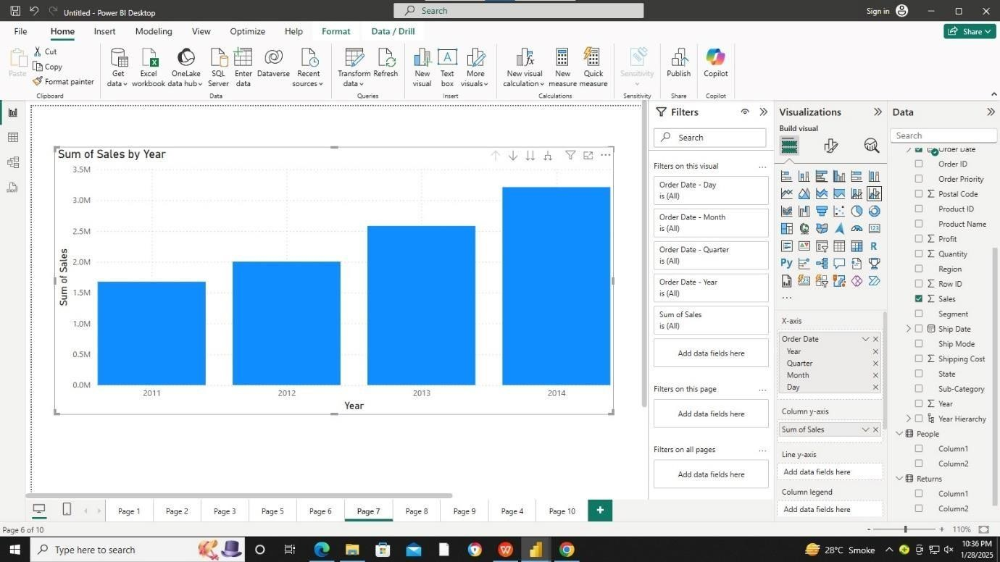 Untitled - Power BI Desktop
Search
Sign in
File Home Insert Modeling View Optimize Help Format Data / Drill
Share
Paste
Cut
Copy
Format painter
Clipboard
Get data
Excel workbook
OneLake data hub
SQL Server
Enter data
Dataverse
Recent sources
Data
Transform data
Refresh
Queries
New visual
Text box
More visuals
Insert
New visual calculation
New measure
Quick measure
Calculations
Sensitivity
Sensitivity
Publish
Share
Copilot
Copilot
Sum of Sales by Year
3.5M
3.0M
2.5M
2.0M
1.5M
1.0M
0.5M
0.0M
Sum of Sales
2011 2012 2013 2014
Year
Filters
Search
Filters on this visual
Order Date - Day
is (All)
Order Date - Month
is (All)
Order Date - Quarter
is (All)
Order Date - Year
is (All)
Sum of Sales
is (All)
Add data fields here
Filters on this page
Add data fields here
Filters on all pages
Add data fields here
Visualizations
Build visual
123
R
Py
X-axis
Order Date
Year
Quarter
Month
Day
Column y-axis
Sum of Sales
Line y-axis
Add data fields here
Column legend
Add data fields here
Data
Search
Order Date
Order ID
Order Priority
Postal Code
Product ID
Product Name
Profit
Quantity
Region
Row ID
Sales
Segment
Ship Date
Ship Mode
Shipping Cost
State
Sub-Category
Year
Year Hierarchy
People
Column1
Column2
Returns
Column1
Column2
Page 1 Page 2 Page 3 Page 5 Page 6 Page 7 Page 8 Page 9 Page 4 Page 10 +
Page 6 of 10
- + 110%
Type here to search
28°C Smoke
10:36 PM
1/28/2025